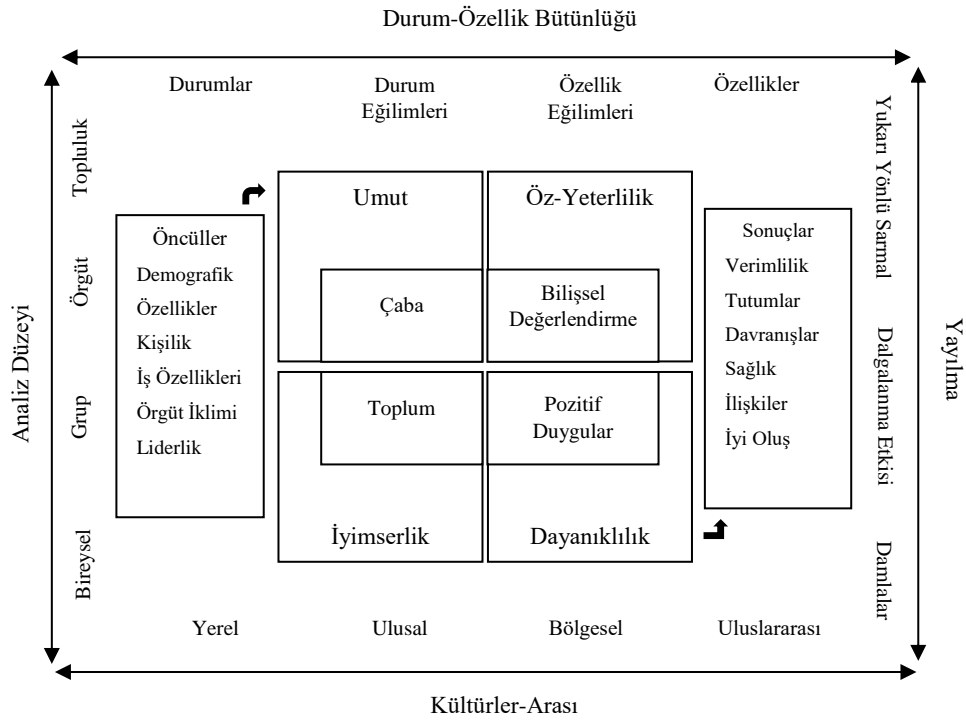 Durum-Özellik Bütünlüğü
Durumlar
Durum
Eğilimleri
Özellik
Eğilimleri
Özellikler
Analiz Düzeyi
Topluluk
Örgüt
Grup
Bireysel
Öncüller
Demografik
Özellikler
Kişilik
İş Özellikleri
Örgüt İklimi
Liderlik
Umut
Çaba
Öz-Yeterlilik
Bilişsel
Değerlendirme
Toplum
İyimserlik
Pozitif
Duygular
Dayanıklılık
Sonuçlar
Verimlilik
Tutumlar
Davranışlar
Sağlık
İlişkiler
İyi Oluş
Yukarı Yönlü Sarmal
Dalgalanma Etkisi
Damlalar
Yayılma
Yerel
Ulusal
Bölgesel
Uluslararası
Kültürler-Arası